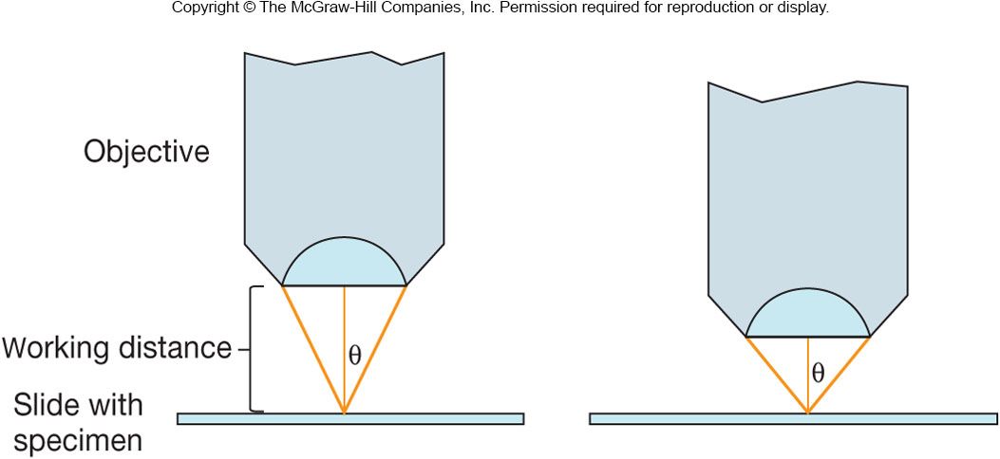 Copyright © The McGraw-Hill Companies, Inc. Permission required for reproduction or display.
Objective
Working distance
θ
θ
Slide with
specimen